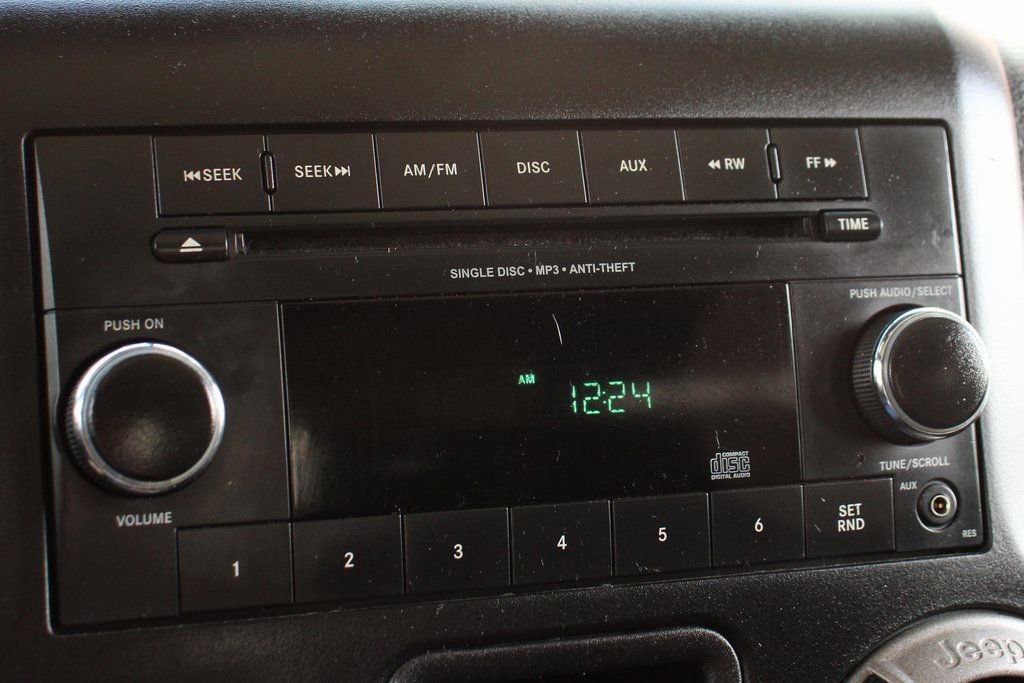 SEEK SEEK AM/FM DISC AUX RW FF
TIME
SINGLE DISC • MP3 • ANTI-THEFT
PUSH ON
PUSH AUDIO/SELECT
AM 12:24
COMPACT
disc
DIGITAL AUDIO
TUNE/SCROLL
VOLUME
AUX
RES
1 2 3 4 5 6 SET
RND
Jeep